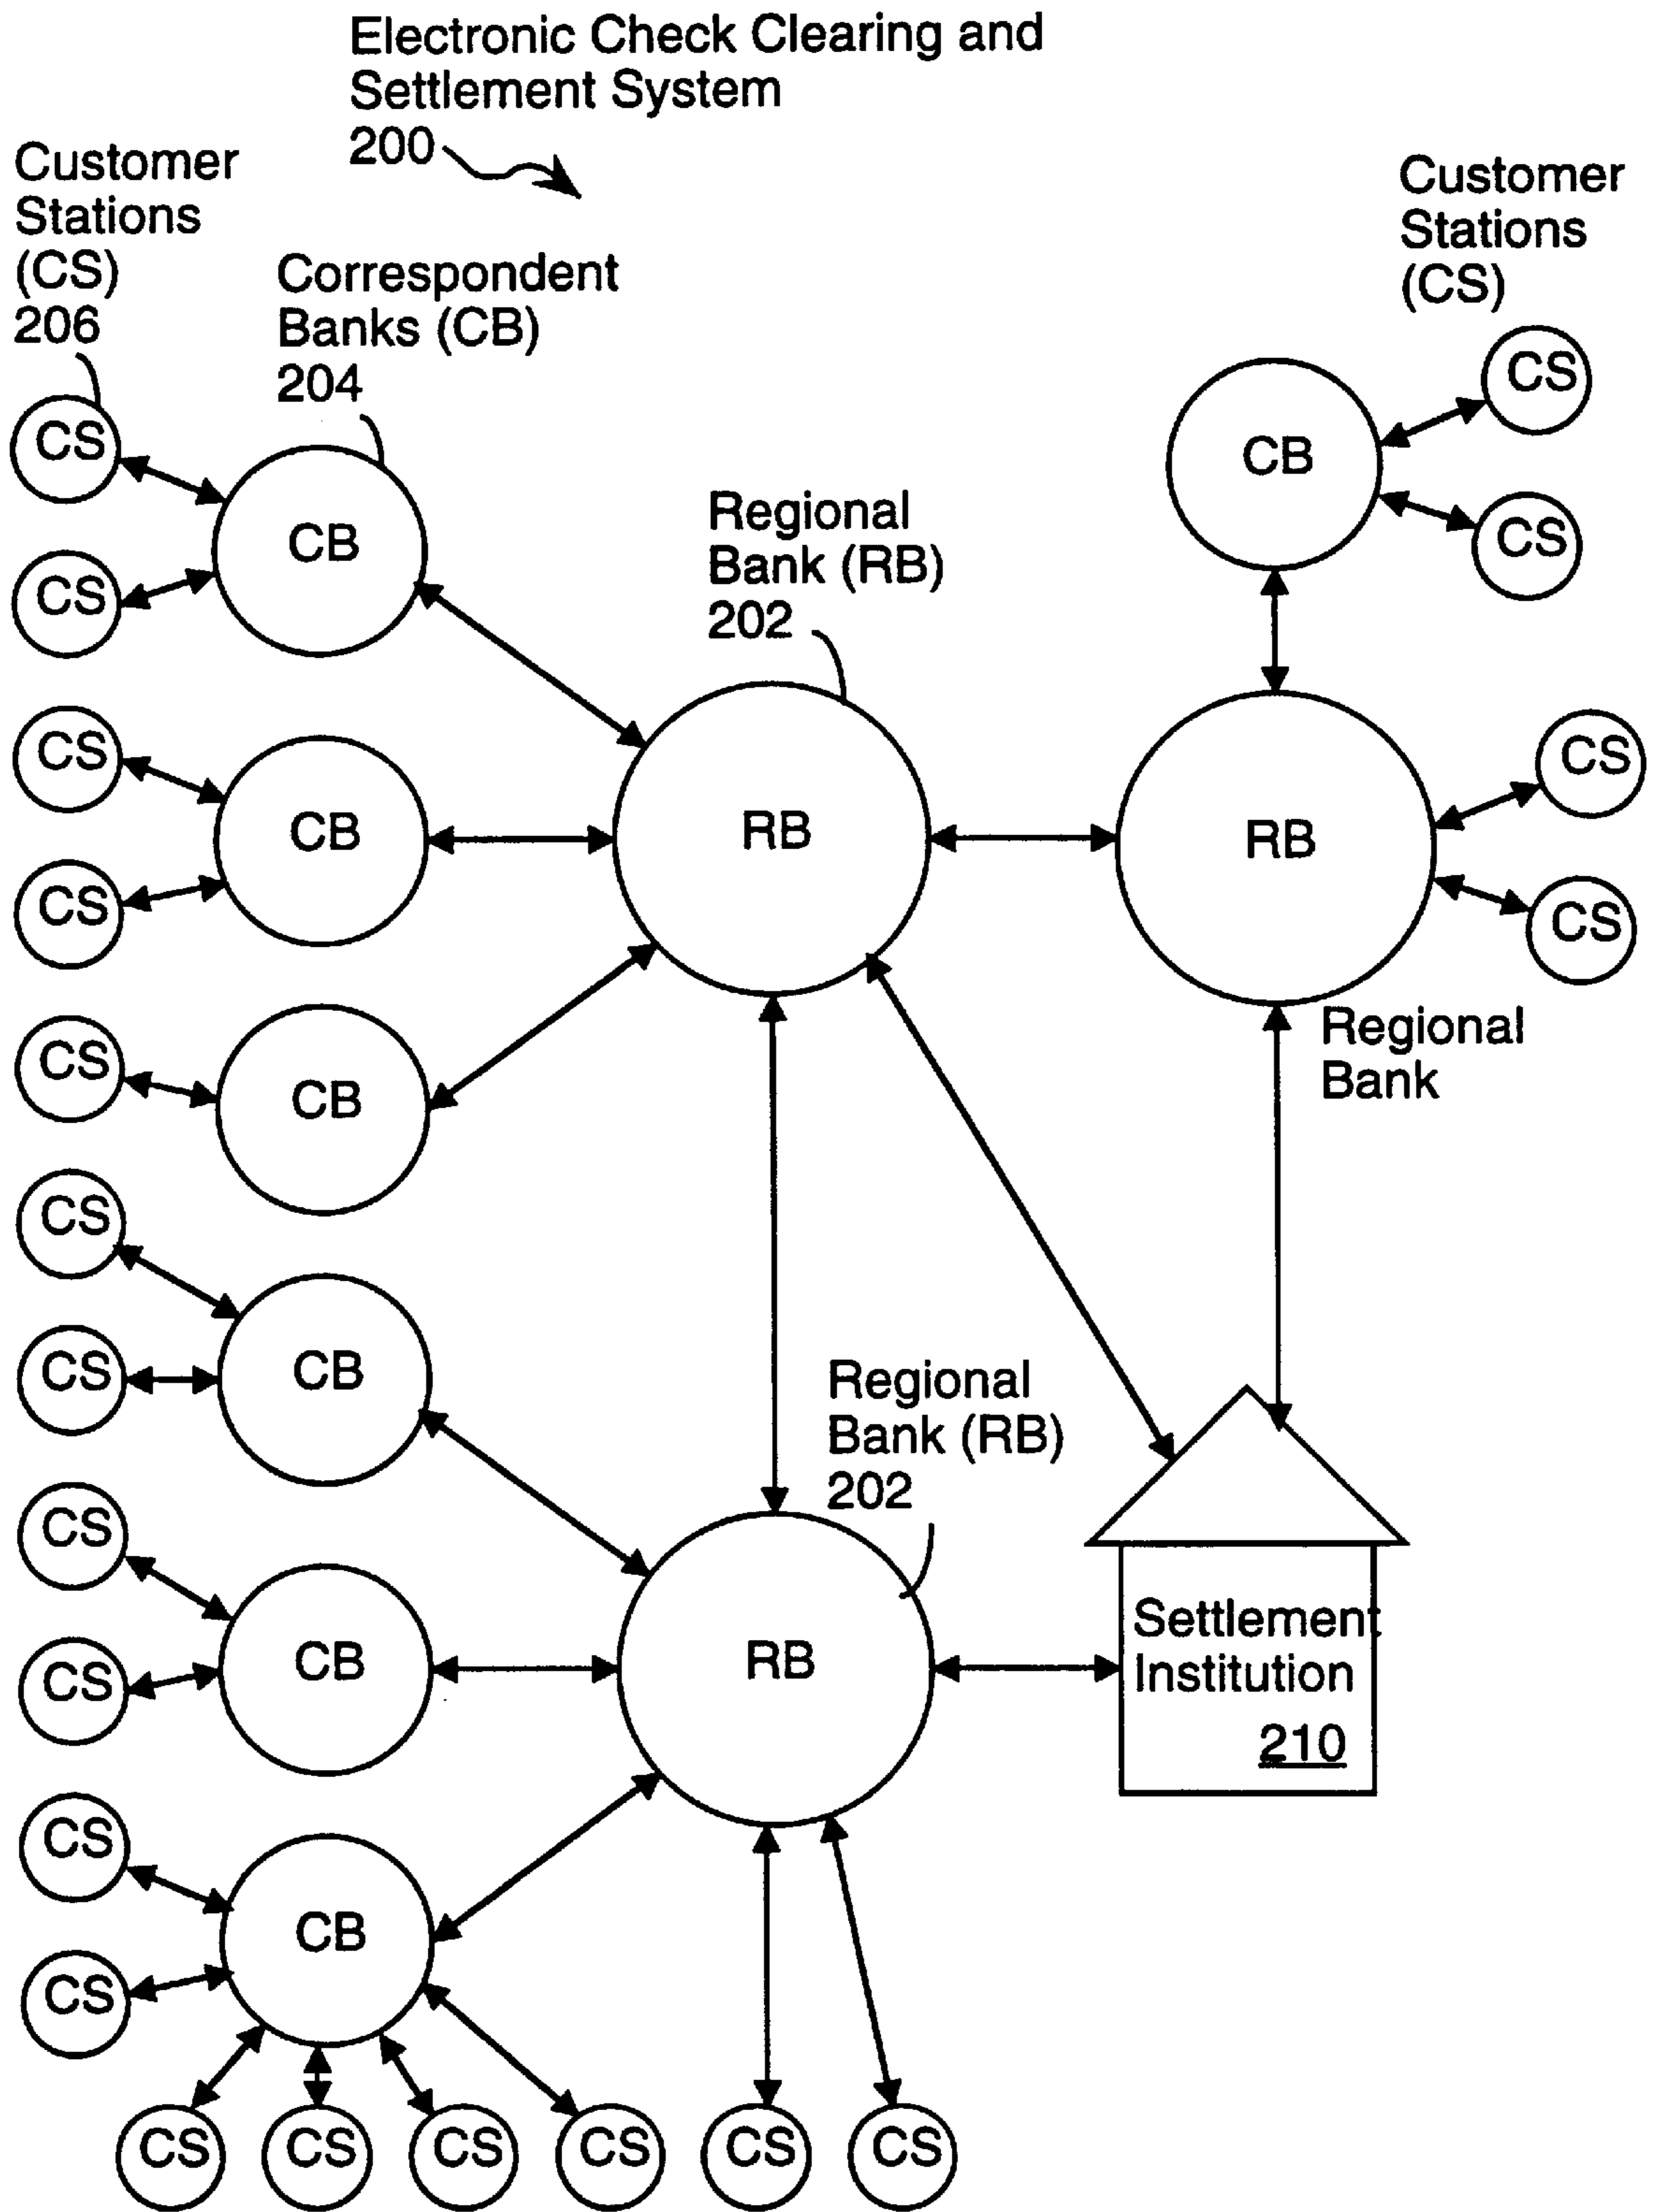 Electronic Check Clearing and
Settlement System
200
Customer
Stations
(CS)
206
Correspondent
Banks (CB)
204
Customer
Stations
(CS)
CS
CS
CB
CS
CB
CS
CS
Regional
Bank (RB)
202
CS
CB
RB
RB
CS
CS
CS
Regional
Bank
CS
CB
CS
CS
CB
Regional
Bank (RB)
202
CS
CS
CB
RB
Settlement
Institution
210
CS
CB
CS
CS
CS
CS
CS
CS
CS